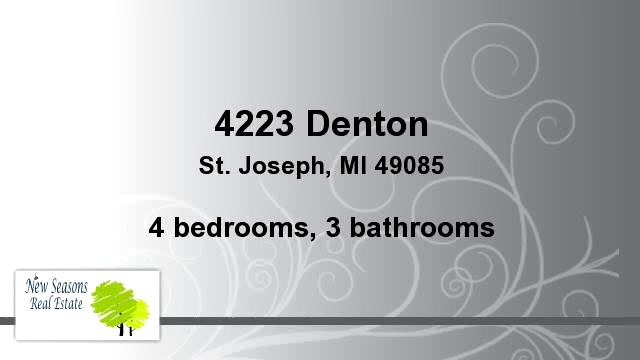 4223 Denton
St. Joseph, MI 49085
4 bedrooms, 3 bathrooms
New Seasons
Real Estate